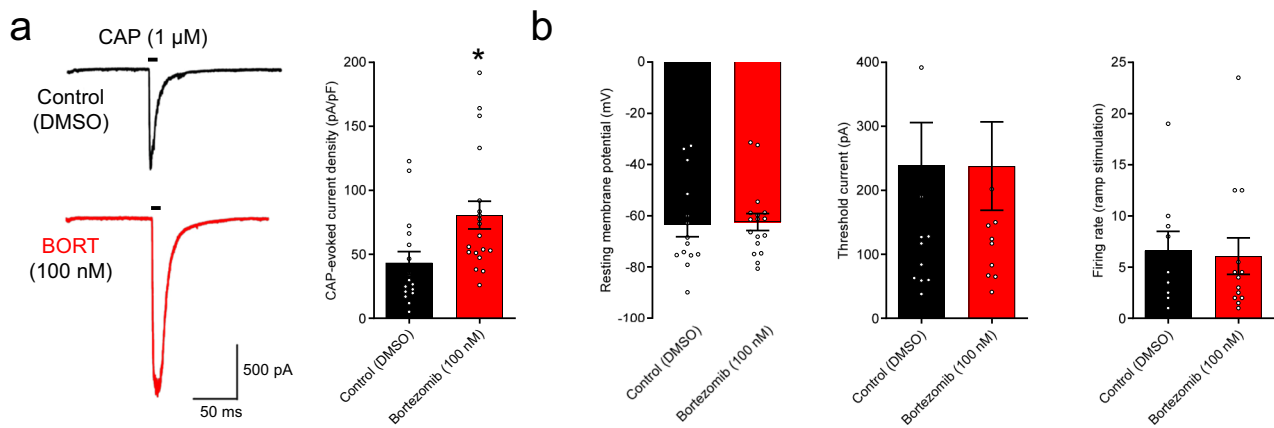 a
CAP (1 µM)
Control
(DMSO)
BORT
(100 nM)
500 pA
50 ms
CAP-evoked current density (pA/pF)
200
150
100
50
0
*
Control (DMSO)
Bortezomib (100 nM)
b
Resting membrane potential (mV)
0
-20
-40
-60
-80
-100
Control (DMSO)
Bortezomib (100 nM)
Threshold current (pA)
400
300
200
100
0
Control (DMSO)
Bortezomib (100 nM)
Firing rate (ramp stimulation)
25
20
15
10
5
0
Control (DMSO)
Bortezomib (100 nM)